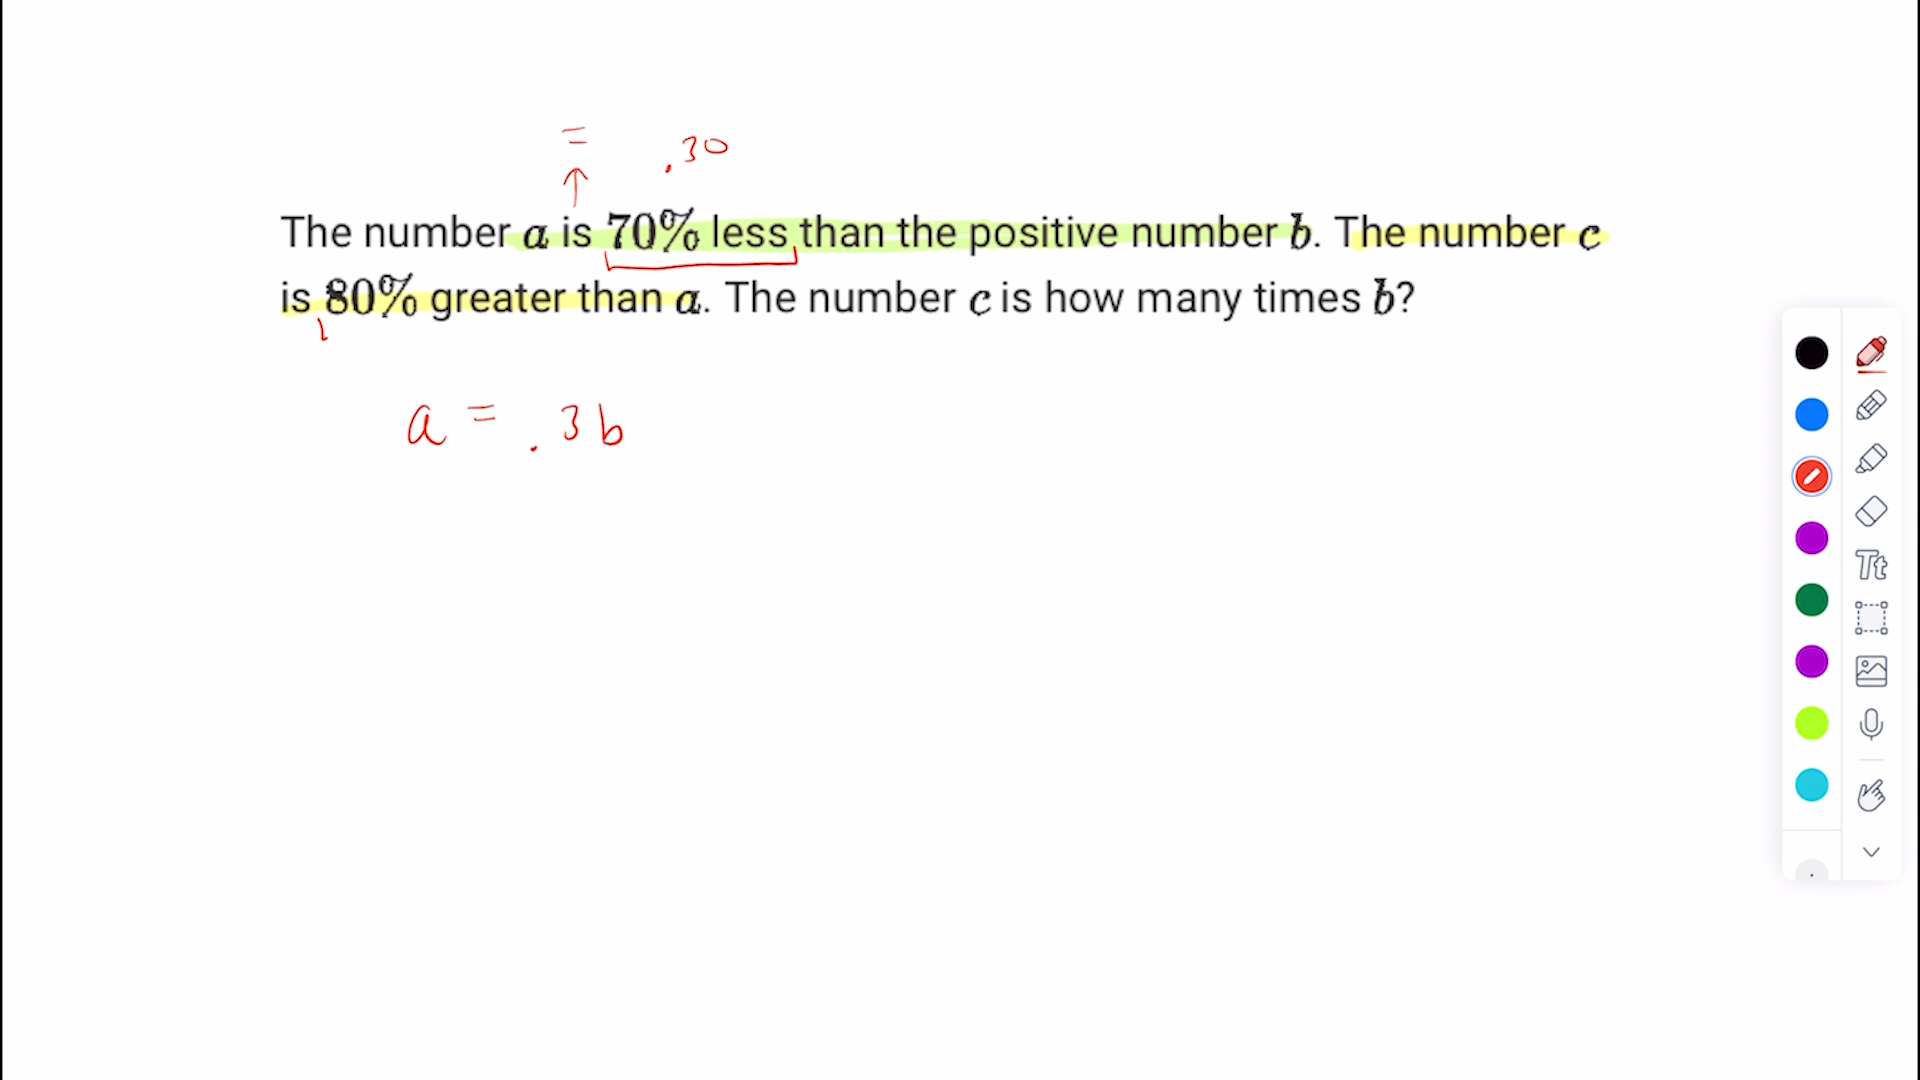 =
.30
The number a is 70% less than the positive number b. The number c
is 80% greater than a. The number c is how many times b?
a = .3b
Tt